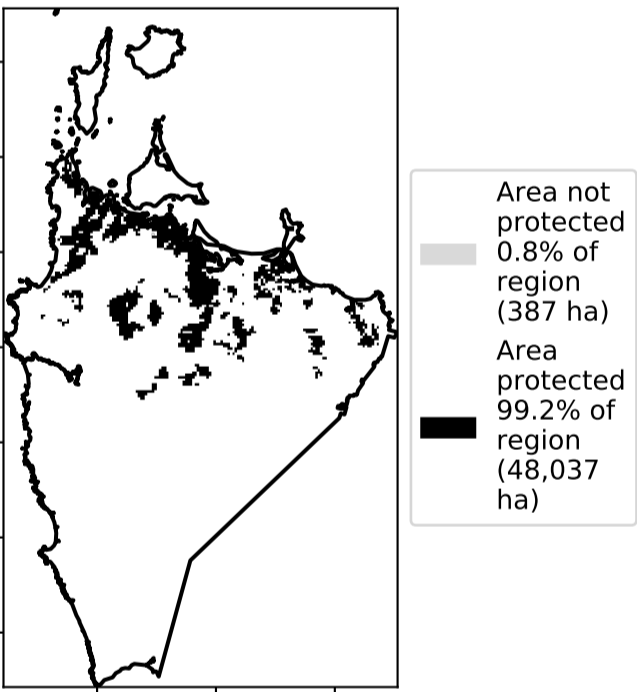 Area not
protected
0.8% of
region
(387 ha)
Area
protected
99.2% of
region
(48,037
ha)